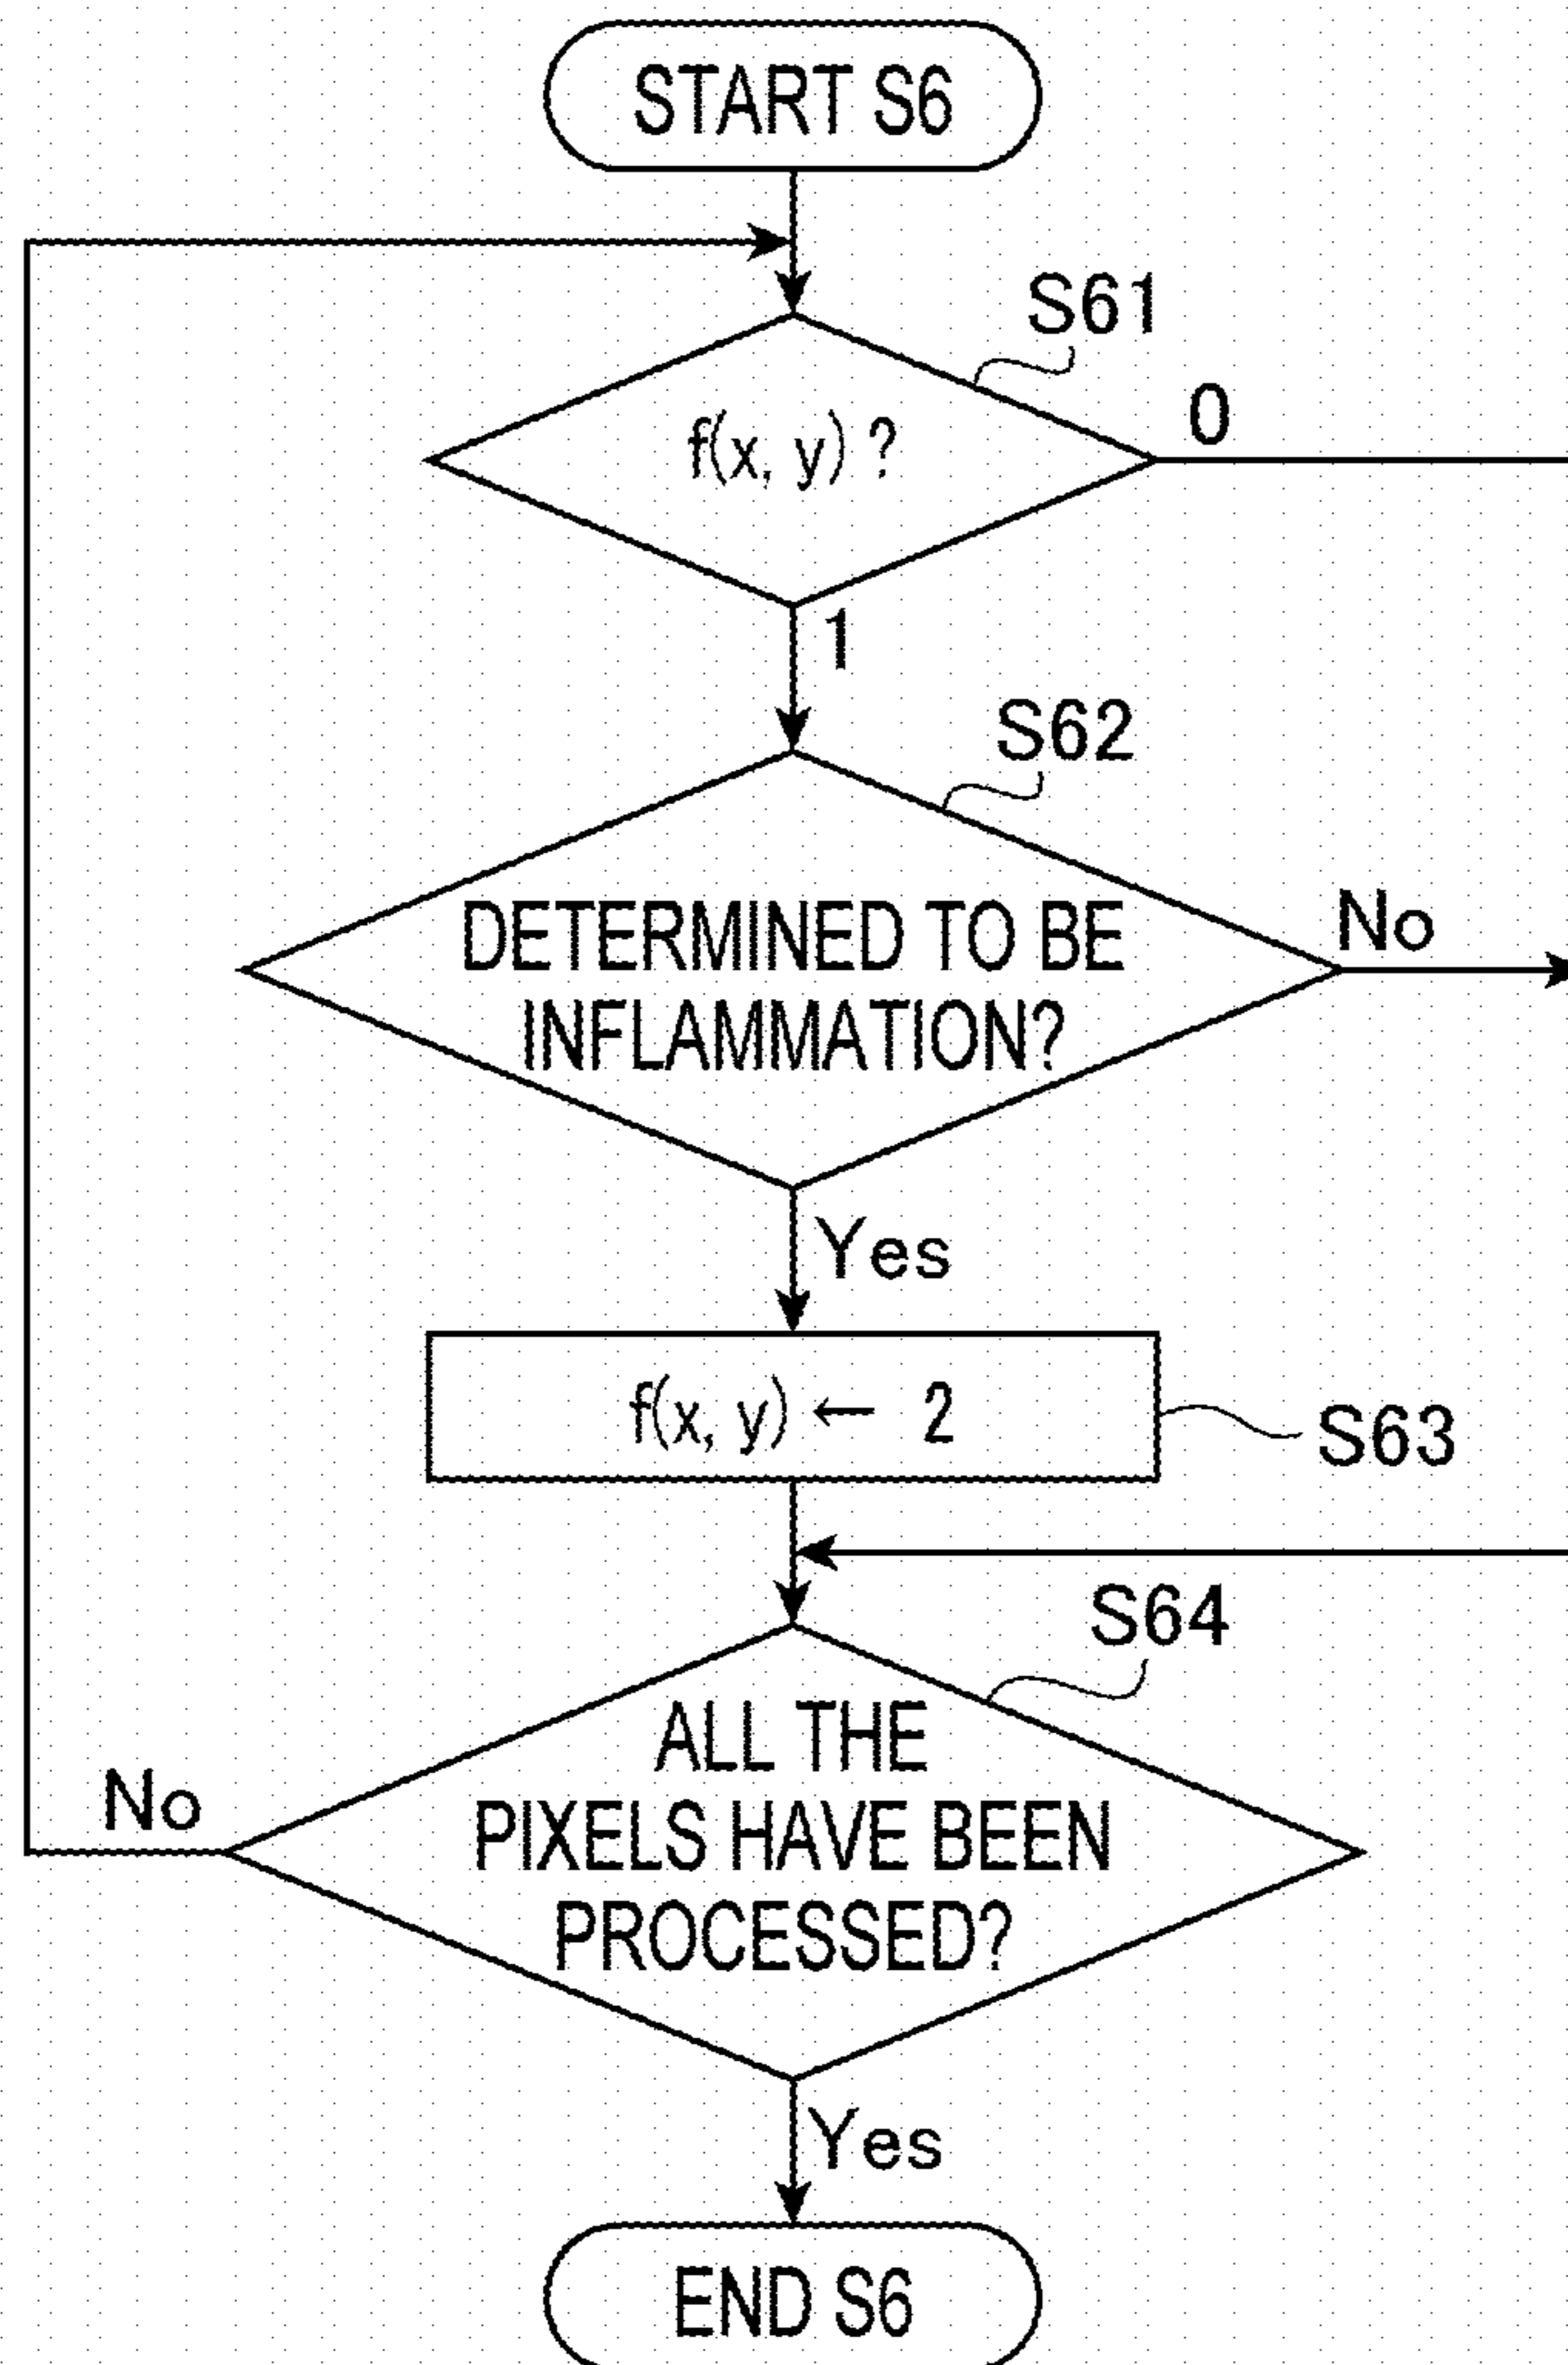 START S6
S61
f(x, y) ?
0
1
S62
DETERMINED TO BE
INFLAMMATION?
No
Yes
f(x, y) ← 2
S63
S64
ALL THE
PIXELS HAVE BEEN
PROCESSED?
No
Yes
END S6